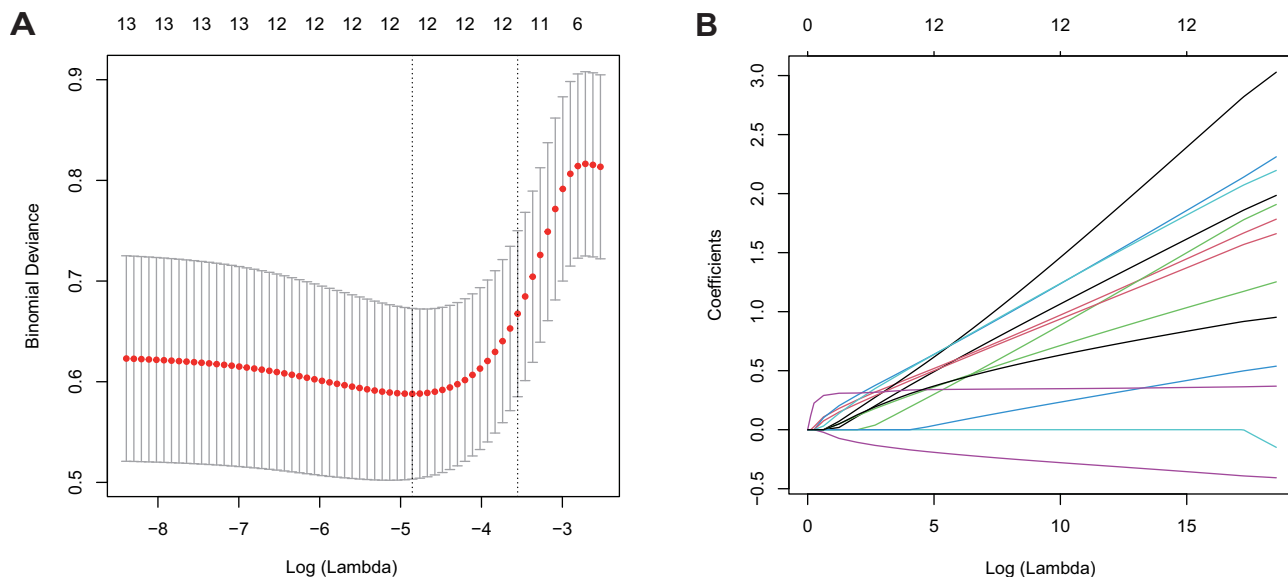 A
13 13 13 13 12 12 12 12 12 12 11 6
Binomial Deviance
0.9
0.8
0.7
0.6
0.5
−8 −7 −6 −5 −4 −3
Log (Lambda)
B
0 12 12 12
Coefficients
3.0
2.5
2.0
1.5
1.0
0.5
0.0
−0.5
0 5 10 15
Log (Lambda)